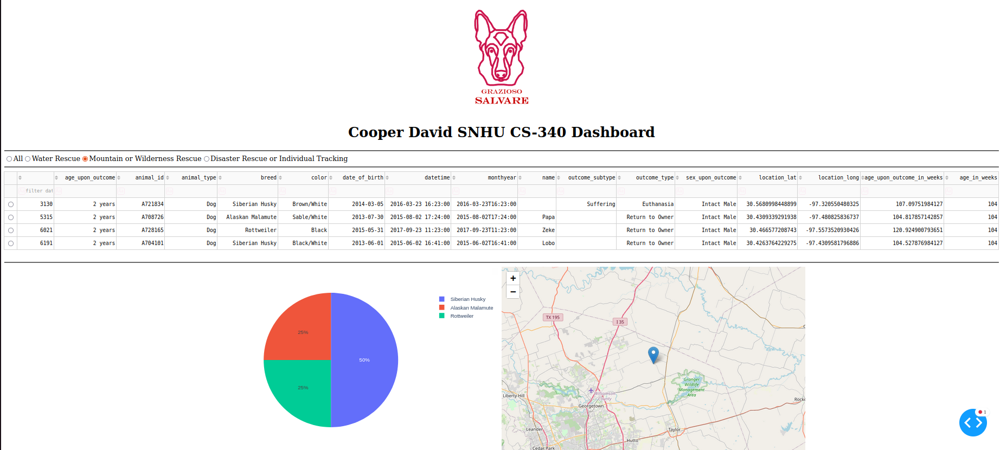 GRAZIOSO
SALVARE
Cooper David SNHU CS-340 Dashboard
All Water Rescue Mountain or Wilderness Rescue Disaster Rescue or Individual Tracking
age_upon_outcome animal_id animal_type breed color date_of_birth datetime monthyear name outcome_subtype outcome_type sex_upon_outcome location_lat location_long age_upon_outcome_in_weeks age_in_weeks
filter dat
3130 2 years A721834 Dog Siberian Husky Brown/White 2014-03-05 2016-03-23 16:23:00 2016-03-23T16:23:00 Suffering Euthanasia Intact Male 30.5680998448899 -97.320550480325 107.09751984127 104
5315 2 years A708726 Dog Alaskan Malamute Sable/White 2013-07-30 2015-08-02 17:24:00 2015-08-02T17:24:00 Papa Return to Owner Intact Male 30.4309339291938 -97.480825836737 104.817857142857 104
6021 2 years A728165 Dog Rottweiler Black 2015-05-31 2017-09-23 11:23:00 2017-09-23T11:23:00 Zeke Return to Owner Intact Male 30.466577208743 -97.5573520930426 120.924900793651 104
6191 2 years A704101 Dog Siberian Husky Black/White 2013-06-01 2015-06-02 16:41:00 2015-06-02T16:41:00 Lobo Return to Owner Intact Male 30.4263764229275 -97.4309581796886 104.527876984127 104
Siberian Husky
Alaskan Malamute
Rottweiler
25%
50%
25%
+
−
TX 195
I 35
Granger
Wildlife
Management
Area
Williamson
County
Liberty Hill
Georgetown
Rock
Leander
Taylor
Hutto
Cedar Park
1